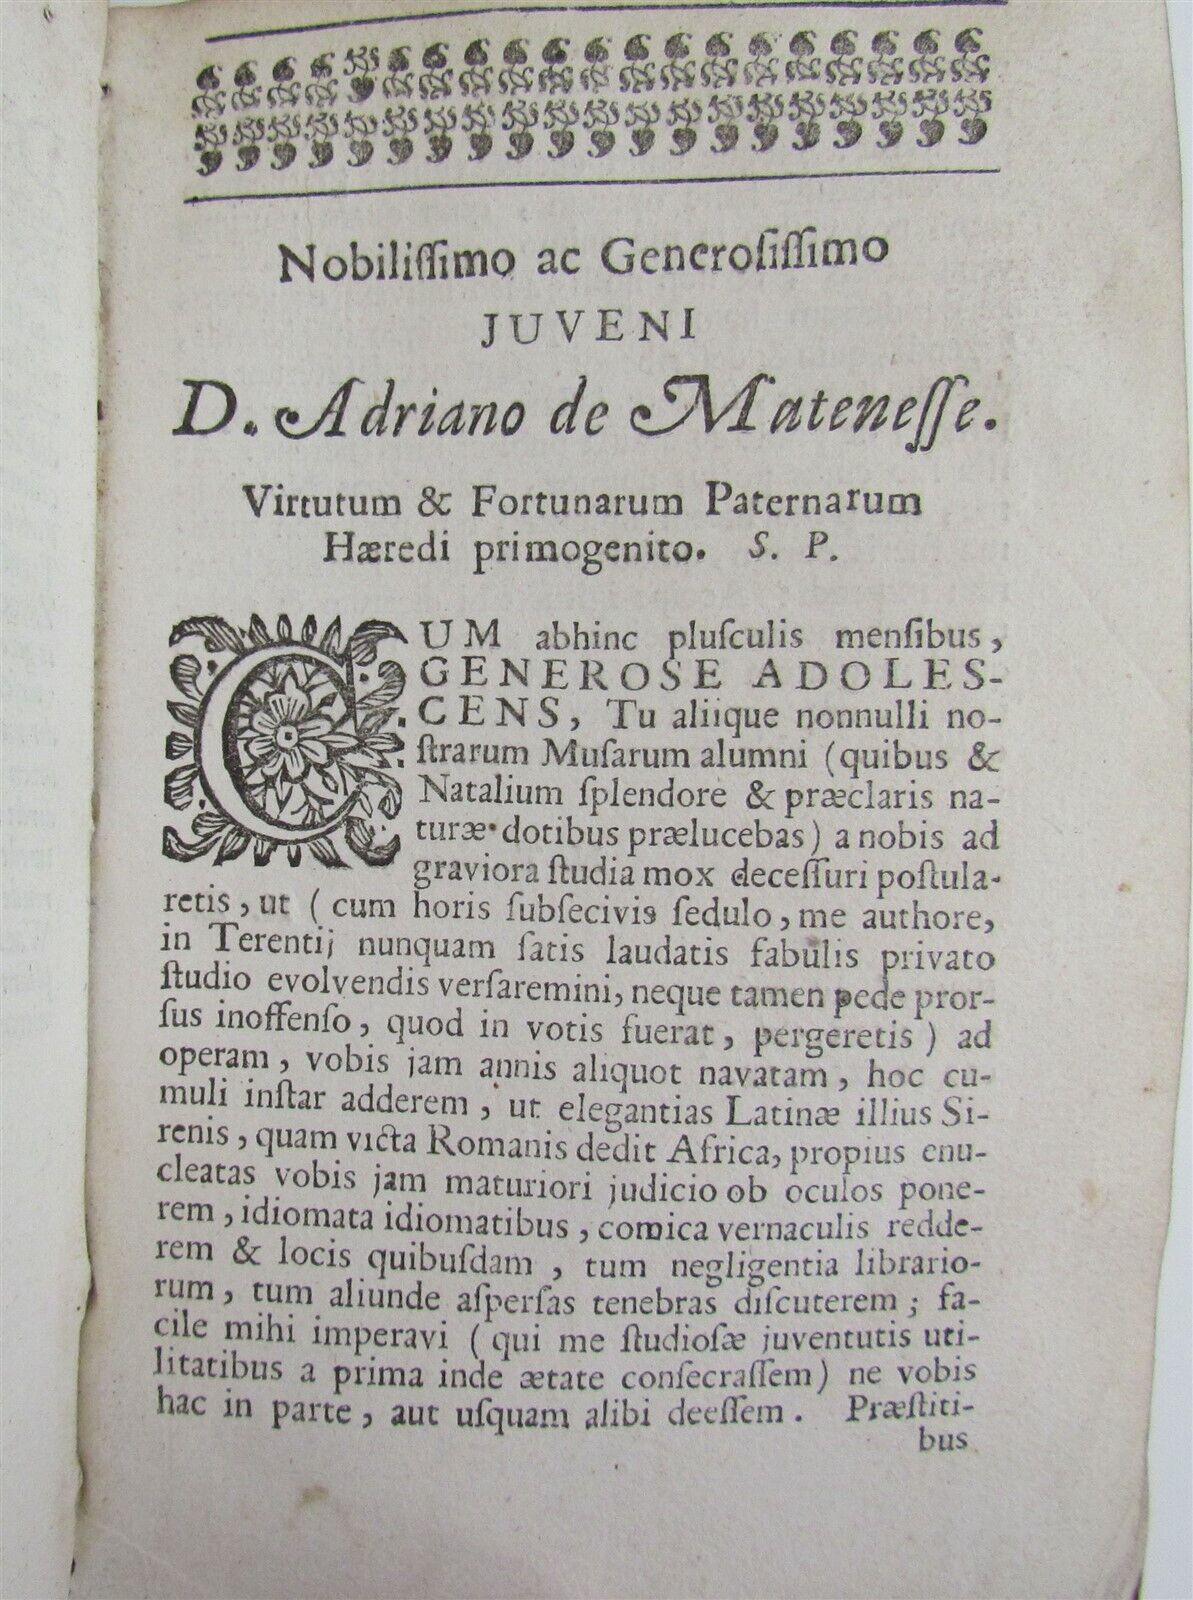 Nobiliſſimo ac Generoſiſſimo
JUVENI
D. Adriano de Mateneſſe.
Virtutum & Fortunarum Paternarum
Hæredi primogenito. S. P.
CUM abhinc pluſculis menſibus,
GENEROSE ADOLES-
CENS, Tu aliique nonnulli no-
ſtrarum Muſarum alumni (quibus &
Natalium ſplendore & præclaris na-
turæ dotibus prælucebas) a nobis ad
graviora ſtudia mox deceſſuri poſtula-
retis, ut (cum horis ſubſecivis ſedulo, me authore,
in Terentij nunquam ſatis laudatis fabulis privato
ſtudio evolvendis verſaremini, neque tamen pede pror-
ſus inoffenſo, quod in votis fuerat, pergeretis) ad
operam, vobis jam annis aliquot navatam, hoc cu-
muli inſtar adderem, ut elegantias Latinæ illius Si-
renis, quam victa Romanis dedit Africa, propius enu-
cleatas vobis jam maturiori judicio ob oculos pone-
rem, idiomata idiomatibus, comica vernaculis redde-
rem & locis quibuſdam, tum negligentia librario-
rum, tum aliunde aſperſas tenebras diſcuterem; fa-
cile mihi imperavi (qui me ſtudioſæ juventutis uti-
litatibus a prima inde ætate conſecraſſem) ne vobis
hac in parte, aut uſquam alibi deeſſem. Præſtiti-
bus